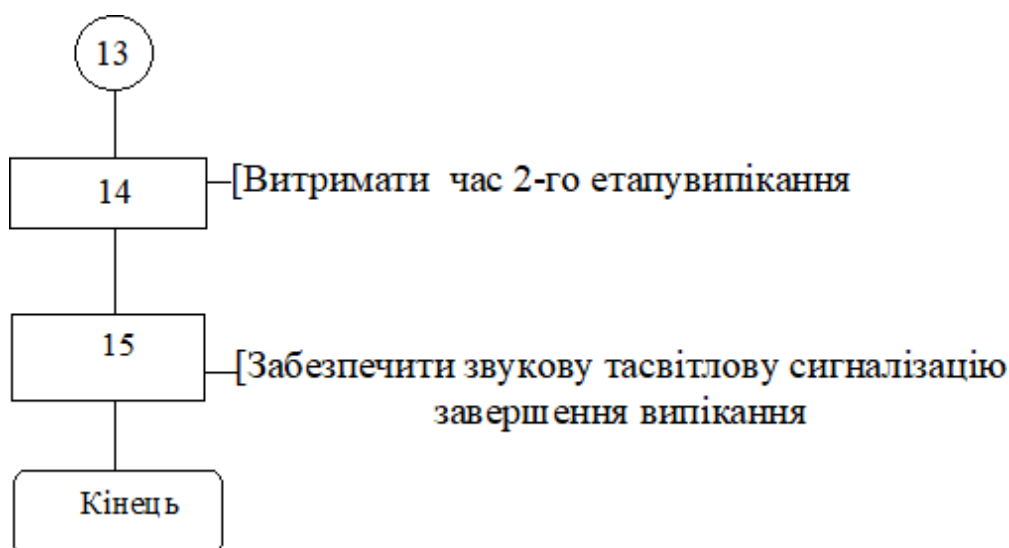 13
14
[Витримати час 2-го етапувипікання
15
[Забезпечити звукову тасвітлову сигналізацію
завершення випікання
Кінець